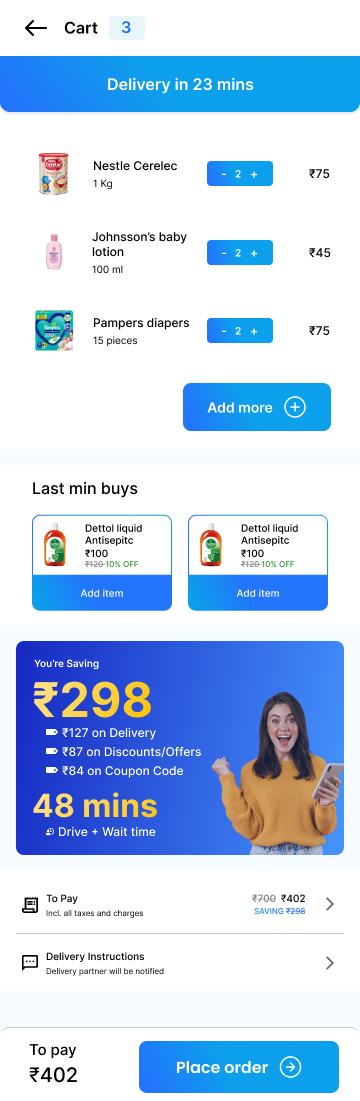 Cart 3
Delivery in 23 mins
Nestle Cerelec
1 Kg
- 2 +
₹75
Johnsson's baby
lotion
100 ml
- 2 +
₹45
Pampers diapers
15 pieces
- 2 +
₹75
Add more
Last min buys
Dettol liquid
Antisepitc
₹100
₹120 10% OFF
Add item
Dettol liquid
Antisepitc
₹100
₹120 10% OFF
Add item
You're Saving
₹298
₹127 on Delivery
₹87 on Discounts/Offers
₹84 on Coupon Code
48 mins
Drive + Wait time
To Pay
Incl. all taxes and charges
₹700 ₹402
SAVING ₹298
Delivery Instructions
Delivery partner will be notified
To pay
₹402
Place order